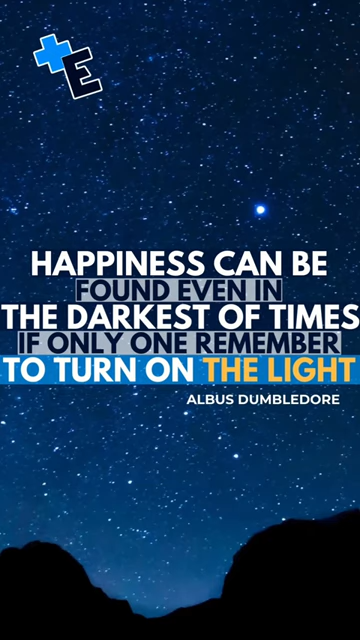 +E
HAPPINESS CAN BE
FOUND EVEN IN
THE DARKEST OF TIMES
IF ONLY ONE REMEMBER
TO TURN ON THE LIGHT
ALBUS DUMBLEDORE